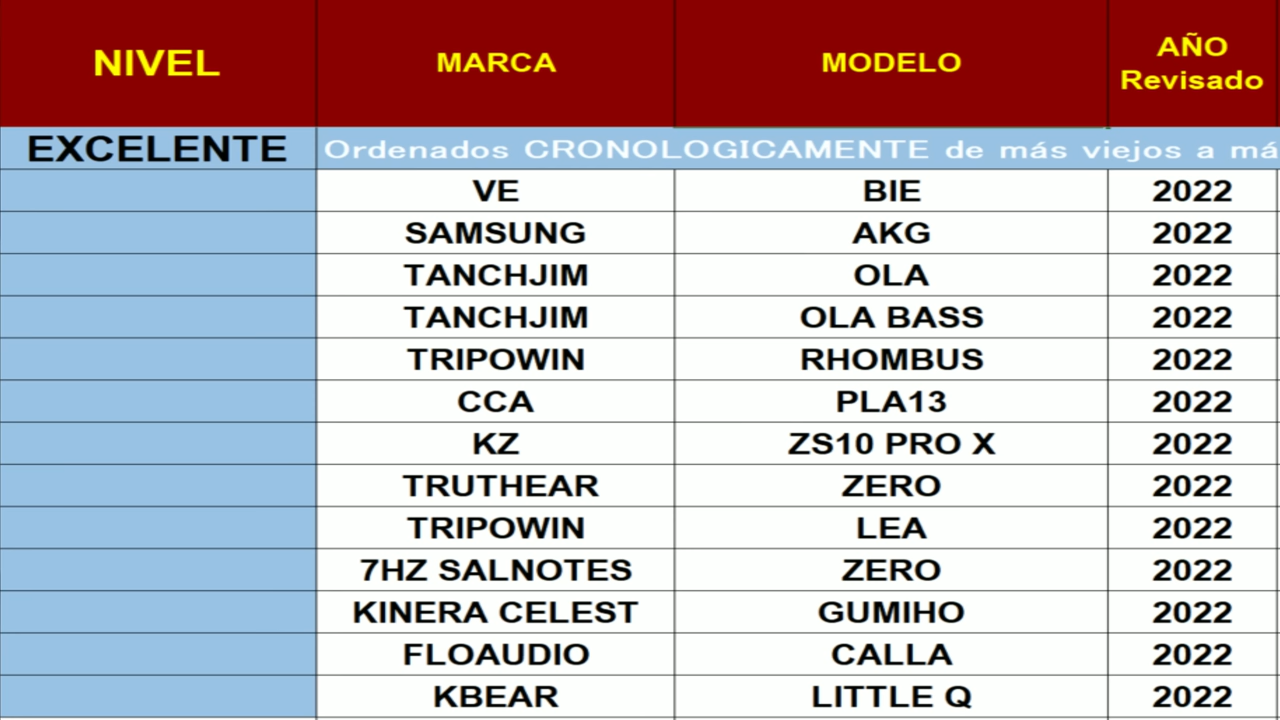 NIVEL MARCA MODELO AÑO Revisado
EXCELENTE Ordenados CRONOLOGICAMENTE de más viejos a má
VE BIE 2022
SAMSUNG AKG 2022
TANCHJIM OLA 2022
TANCHJIM OLA BASS 2022
TRIPOWIN RHOMBUS 2022
CCA PLA13 2022
KZ ZS10 PRO X 2022
TRUTHEAR ZERO 2022
TRIPOWIN LEA 2022
7HZ SALNOTES ZERO 2022
KINERA CELEST GUMIHO 2022
FLOAUDIO CALLA 2022
KBEAR LITTLE Q 2022